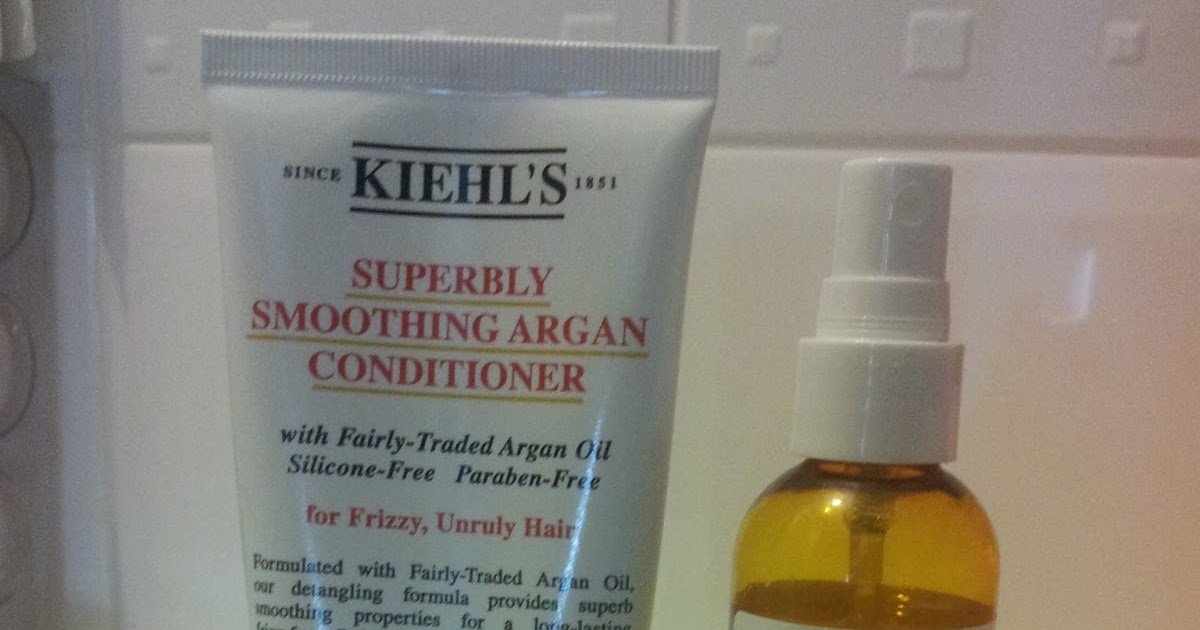 SINCE KIEHL'S 1851
SUPERBLY
SMOOTHING ARGAN
CONDITIONER
with Fairly-Traded Argan Oil
Silicone-Free Paraben-Free
for Frizzy, Unruly Hair
Formulated with Fairly-Traded Argan Oil,
our detangling formula provides superb
smoothing properties for a long-lasting